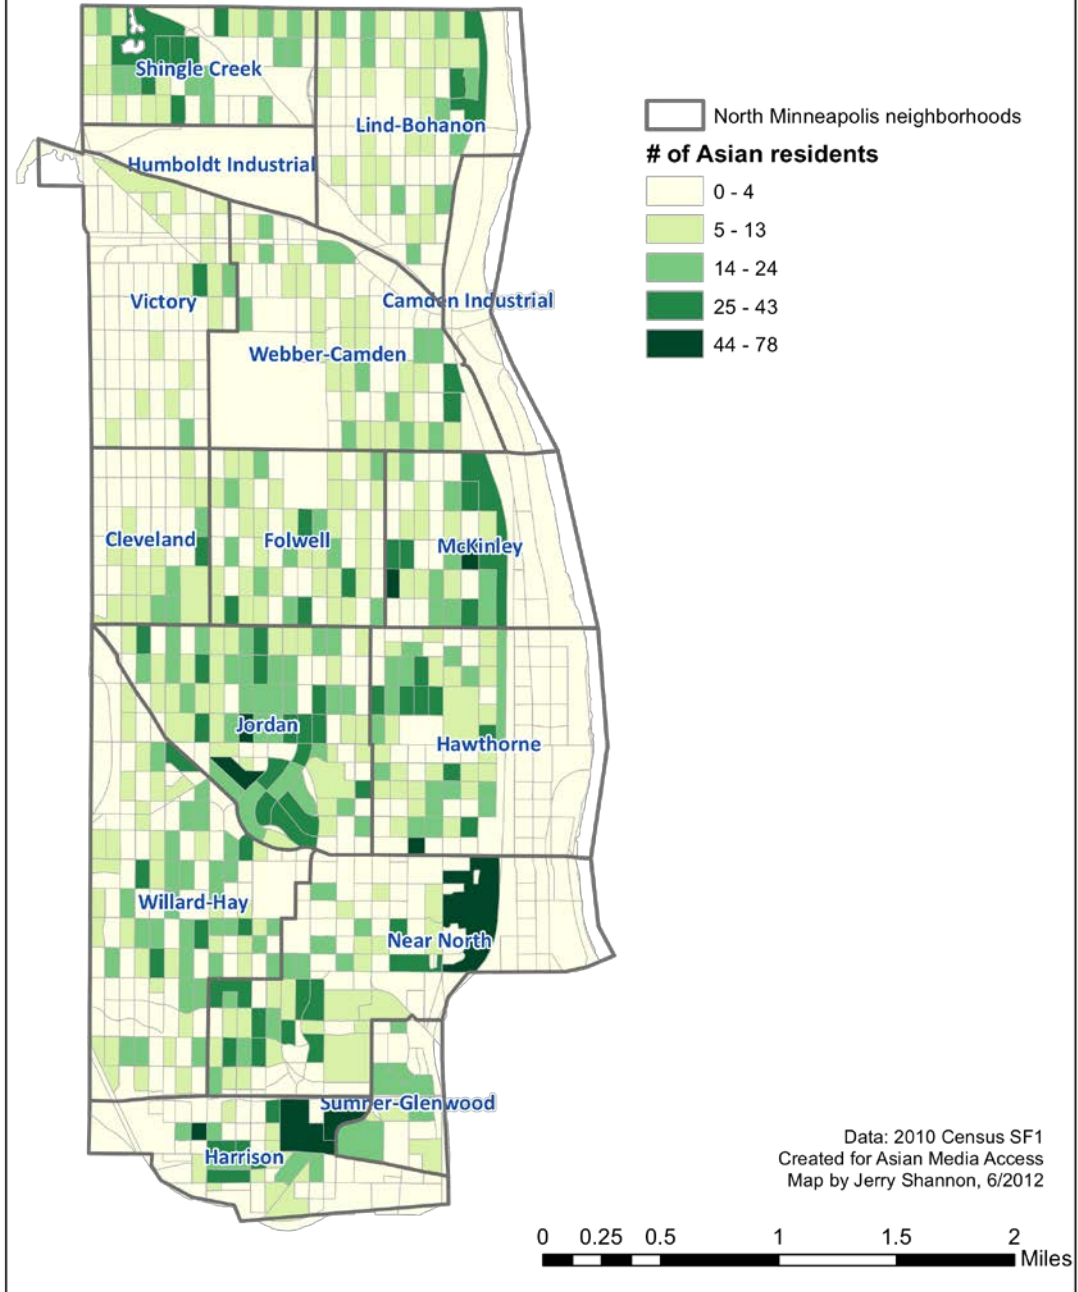 Shingle Creek
Lind-Bohanon
Humboldt Industrial
Victory
Camden Industrial
Webber-Camden
Cleveland
Folwell
McKinley
Jordan
Hawthorne
Willard-Hay
Near North
Sumner-Glenwood
Harrison
North Minneapolis neighborhoods
# of Asian residents
0 - 4
5 - 13
14 - 24
25 - 43
44 - 78
Data: 2010 Census SF1
Created for Asian Media Access
Map by Jerry Shannon, 6/2012
0 0.25 0.5 1 1.5 2
Miles